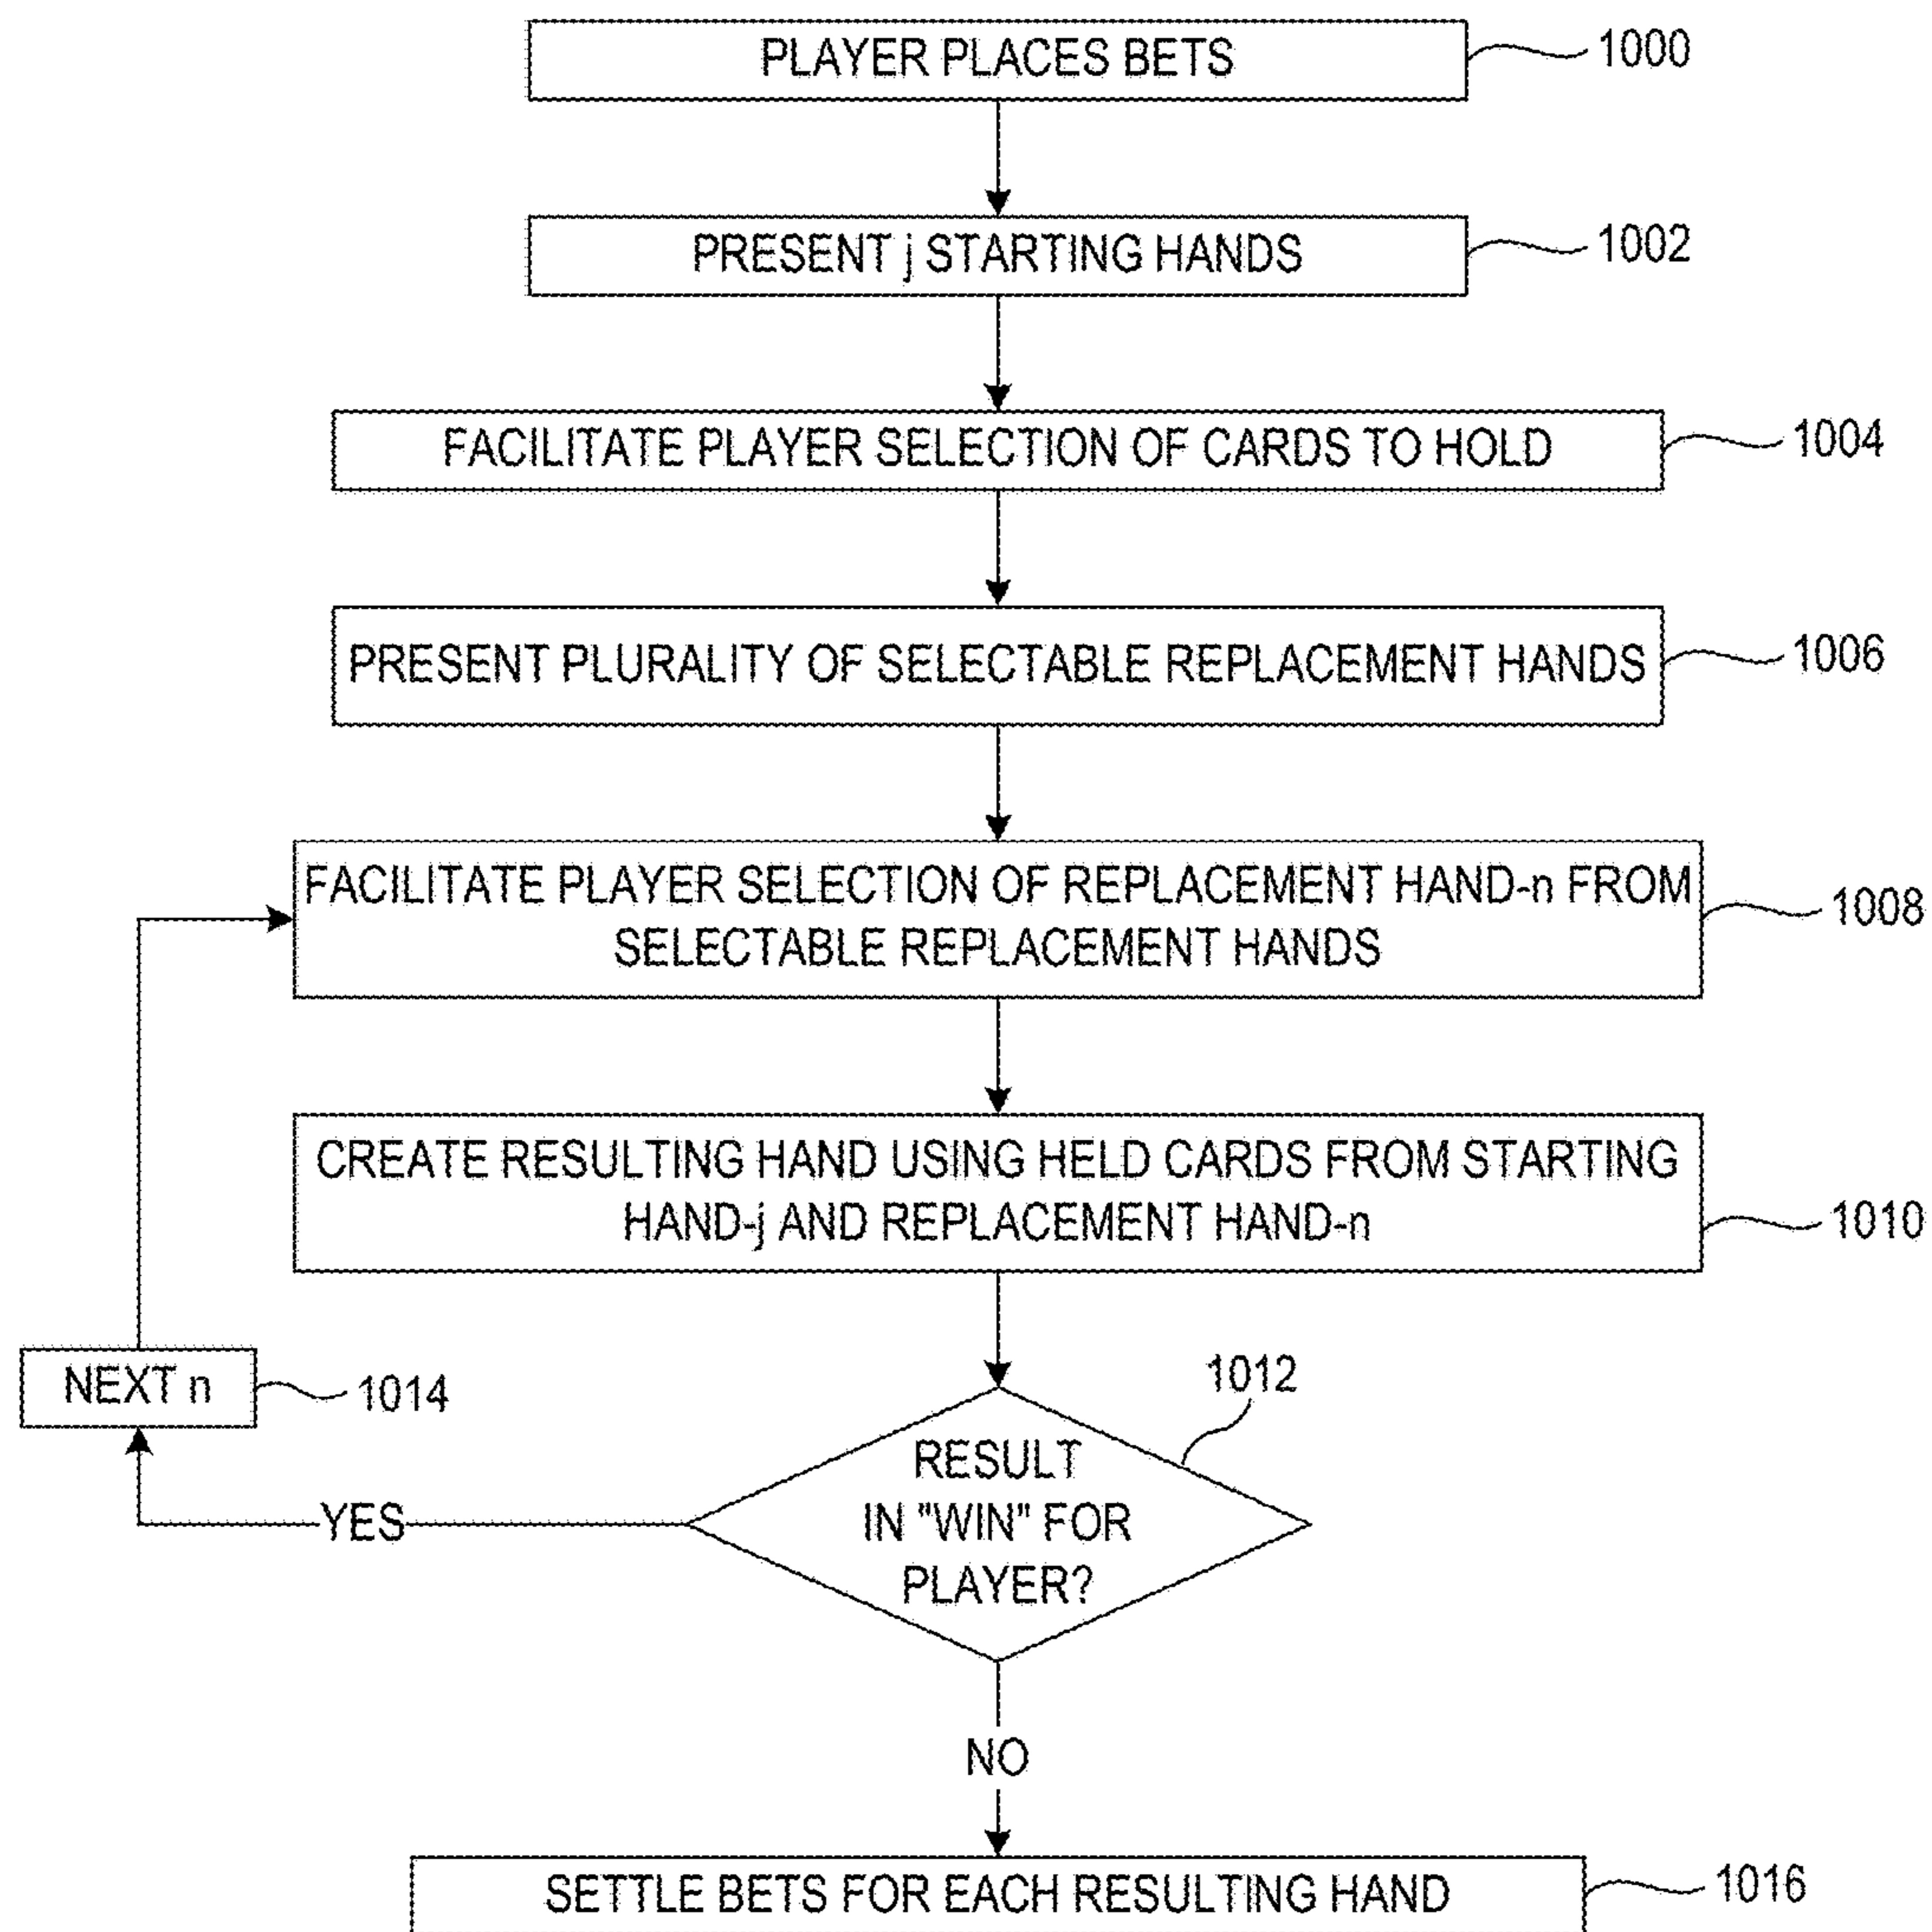 PLAYER PLACES BETS
1000
PRESENT j STARTING HANDS
1002
FACILITATE PLAYER SELECTION OF CARDS TO HOLD
1004
PRESENT PLURALITY OF SELECTABLE REPLACEMENT HANDS
1006
FACILITATE PLAYER SELECTION OF REPLACEMENT HAND-n FROM
SELECTABLE REPLACEMENT HANDS
1008
CREATE RESULTING HAND USING HELD CARDS FROM STARTING
HAND-j AND REPLACEMENT HAND-n
1010
NEXT n
1014
1012
RESULT
IN "WIN" FOR
PLAYER?
YES
NO
SETTLE BETS FOR EACH RESULTING HAND
1016